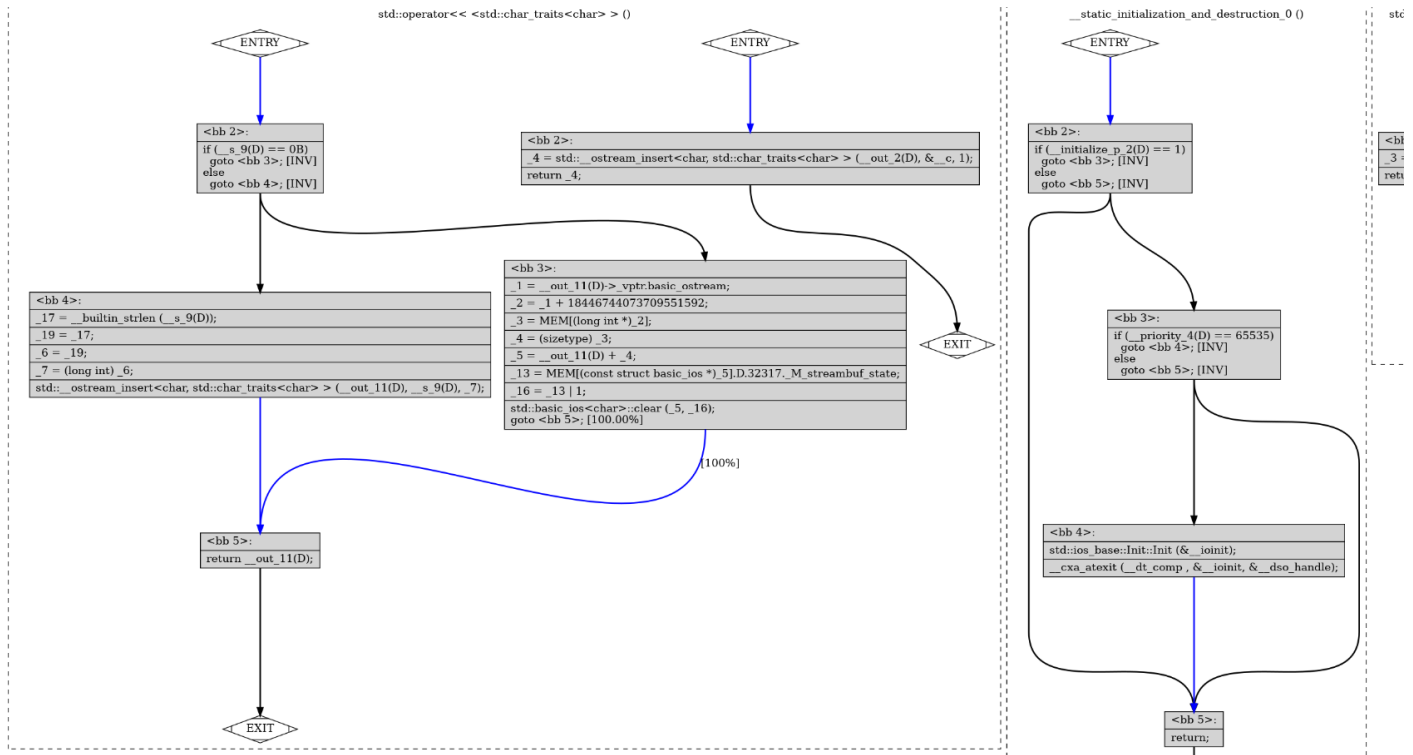 std::operator<< <std::char_traits<char> > ()
ENTRY
<bb 2>:
if (__s_9(D) == 0B)
goto <bb 3>; [INV]
else
goto <bb 4>; [INV]
<bb 4>:
_17 = __builtin_strlen (__s_9(D));
_19 = _17;
_6 = _19;
_7 = (long int) _6;
std::__ostream_insert<char, std::char_traits<char> > (__out_11(D), __s_9(D), _7);
<bb 3>:
_1 = __out_11(D)->_vptr.basic_ostream;
_2 = _1 + 18446744073709551592;
_3 = MEM[(long int *)_2];
_4 = (sizetype) _3;
_5 = __out_11(D) + _4;
_13 = MEM[(const struct basic_ios *)_5].D.32317._M_streambuf_state;
_16 = _13 | 1;
std::basic_ios<char>::clear (_5, _16);
goto <bb 5>; [100.00%]
[100%]
<bb 5>:
return __out_11(D);
EXIT
ENTRY
<bb 2>:
_4 = std::__ostream_insert<char, std::char_traits<char> > (__out_2(D), &__c, 1);
return _4;
EXIT
__static_initialization_and_destruction_0 ()
ENTRY
<bb 2>:
if (__initialize_p_2(D) == 1)
goto <bb 3>; [INV]
else
goto <bb 5>; [INV]
<bb 3>:
if (__priority_4(D) == 65535)
goto <bb 4>; [INV]
else
goto <bb 5>; [INV]
<bb 4>:
std::ios_base::Init::Init (&__ioinit);
__cxa_atexit (__dt_comp , &__ioinit, &__dso_handle);
<bb 5>:
return;
std
<bb
_3 =
retu